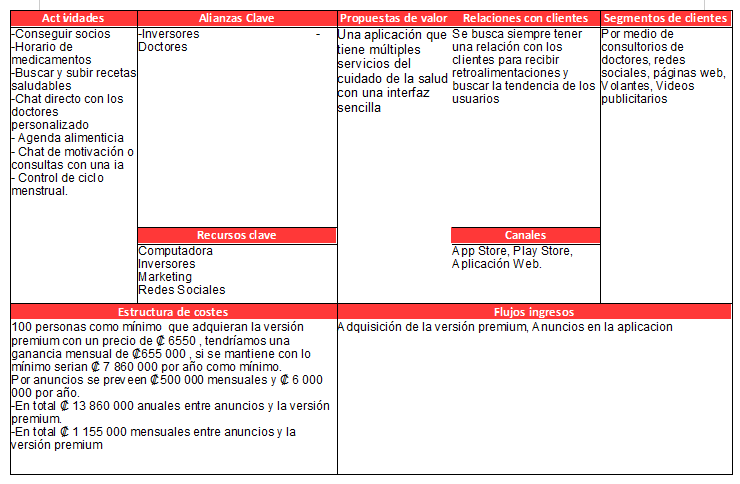 Actividades
-Conseguir socios
-Horario de
medicamentos
-Buscar y subir recetas
saludables
-Chat directo con los
doctores
personalizado
- Agenda alimenticia
- Chat de motivación o
consultas con una ia
- Control de ciclo
menstrual.
Alianzas Clave
-Inversores -
Doctores
Recursos clave
Computadora
Inversores
Marketing
Redes Sociales
Propuestas de valor
Una aplicación que
tiene múltiples
servicios del
cuidado de la salud
con una interfaz
sencilla
Relaciones con clientes
Se busca siempre tener
una relación con los
clientes para recibir
retroalimentaciones y
buscar la tendencia de los
usuarios
Canales
App Store, Play Store,
Aplicación Web.
Segmentos de clientes
Por medio de
consultorios de
doctores, redes
sociales, páginas web,
Volantes, Videos
publicitarios
Estructura de costes
100 personas como mínimo que adquieran la versión
premium con un precio de ₡ 6550 , tendríamos una
ganancia mensual de ₡655 000 , si se mantiene con lo
mínimo serian ₡ 7 860 000 por año como mínimo.
Por anuncios se preveen ₡500 000 mensuales y ₡ 6 000
000 por año.
-En total ₡ 13 860 000 anuales entre anuncios y la versión
premium.
-En total ₡ 1 155 000 mensuales entre anuncios y la
versión premium
Flujos ingresos
Adquisición de la versión premium, Anuncios en la aplicacion